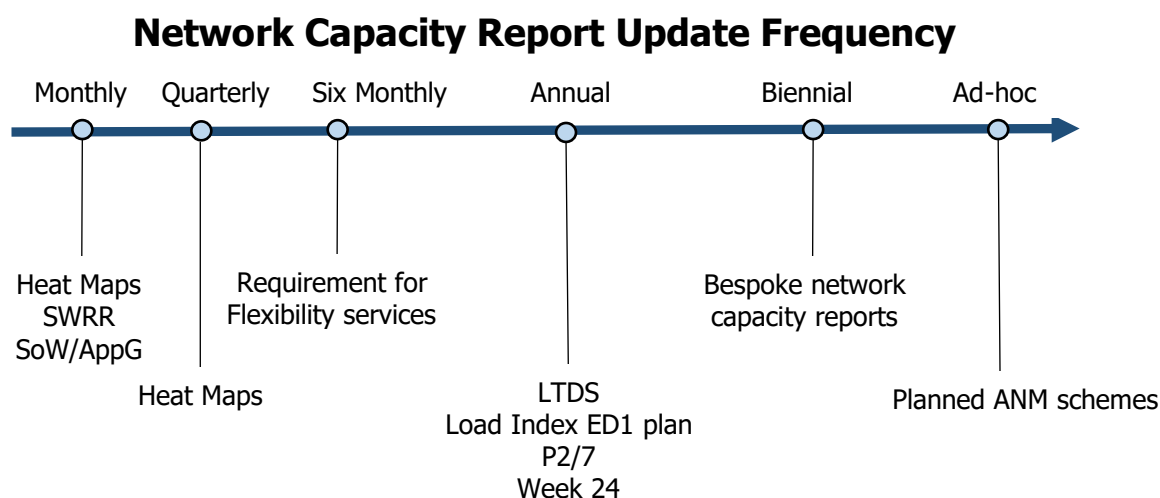 Network Capacity Report Update Frequency
Monthly Quarterly Six Monthly Annual Biennial Ad-hoc
Heat Maps
SWRR
SoW/AppG
Heat Maps
Requirement for
Flexibility services
LTDS
Load Index ED1 plan
P2/7
Week 24
Bespoke network
capacity reports
Planned ANM schemes